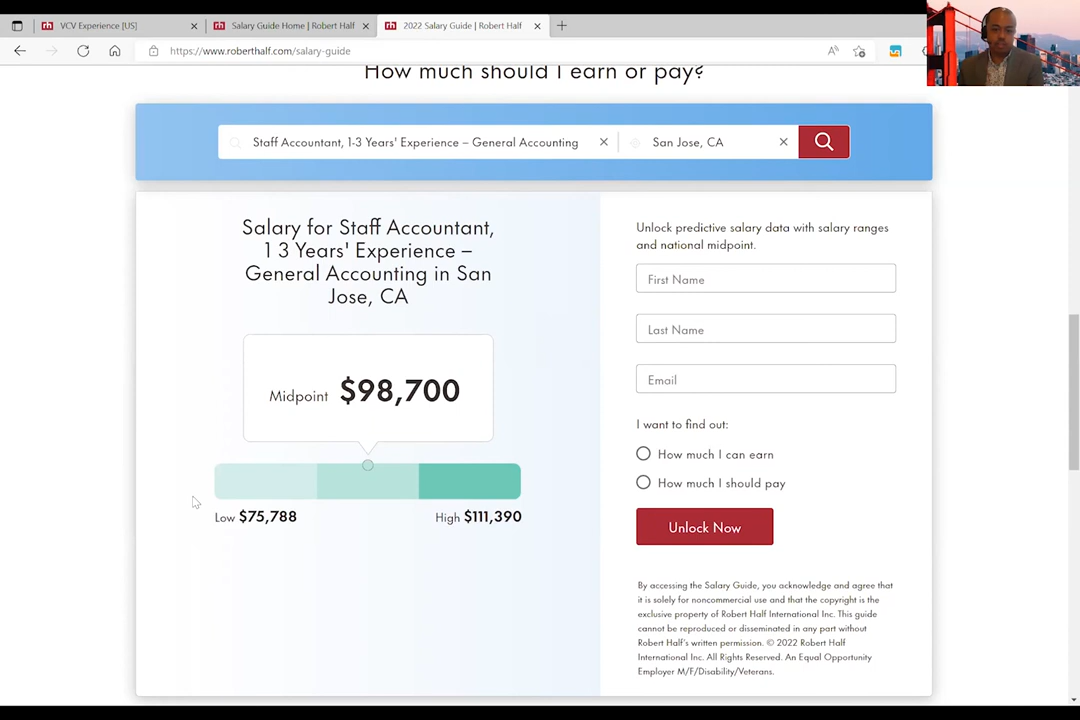 VCV Experience [US]
Salary Guide Home | Robert Half
2022 Salary Guide | Robert Half
https://www.roberthalf.com/salary-guide
How much should I earn or pay?
Staff Accountant, 1-3 Years' Experience – General Accounting
San Jose, CA
Salary for Staff Accountant,
1 3 Years' Experience –
General Accounting in San
Jose, CA
Midpoint $98,700
Low $75,788
High $111,390
Unlock predictive salary data with salary ranges
and national midpoint.
First Name
Last Name
Email
I want to find out:
How much I can earn
How much I should pay
Unlock Now
By accessing the Salary Guide, you acknowledge and agree that
it is solely for noncommercial use and that the copyright is the
exclusive property of Robert Half International Inc. This guide
cannot be reproduced or disseminated in any part without
Robert Half's written permission. © 2022 Robert Half
International Inc. All Rights Reserved. An Equal Opportunity
Employer M/F/Disability/Veterans.